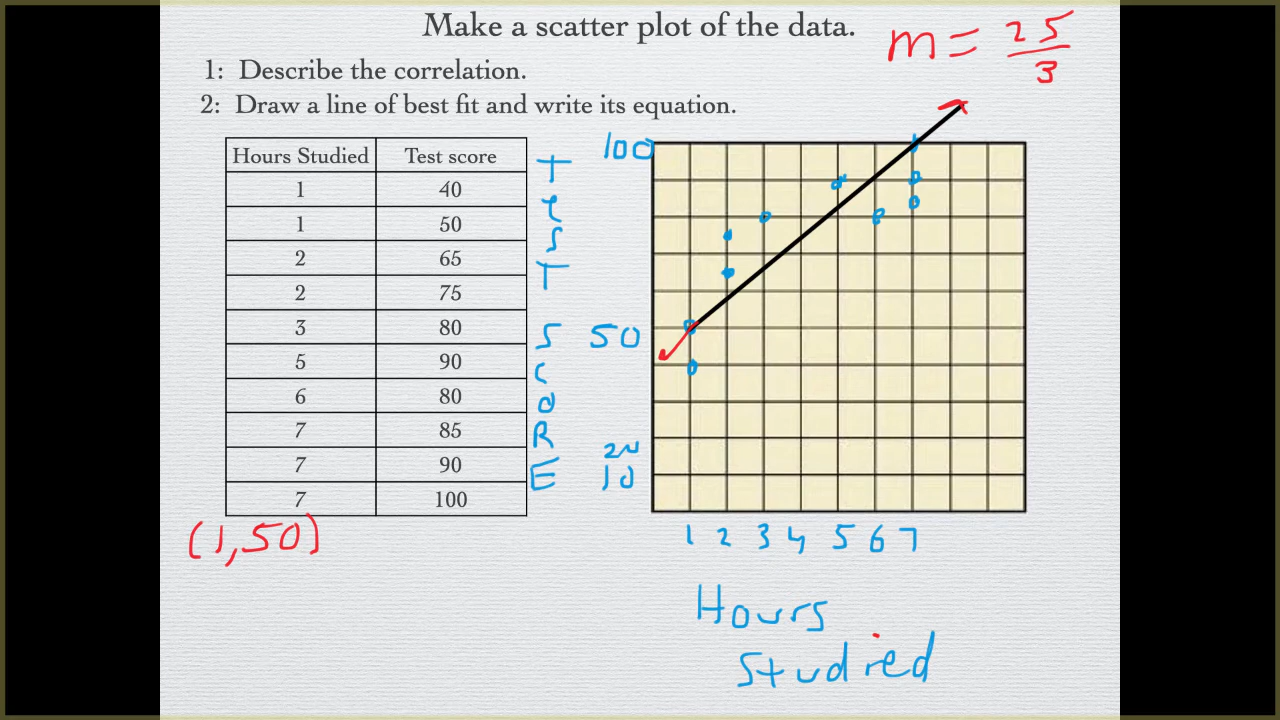 Make a scatter plot of the data.
m = 25/3
1: Describe the correlation.
2: Draw a line of best fit and write its equation.
Hours Studied Test score
1 40
1 50
2 65
2 75
3 80
5 90
6 80
7 85
7 90
7 100
(1,50)
TEST
SCORE
100
50
20
10
1 2 3 4 5 6 7
Hours
Studied